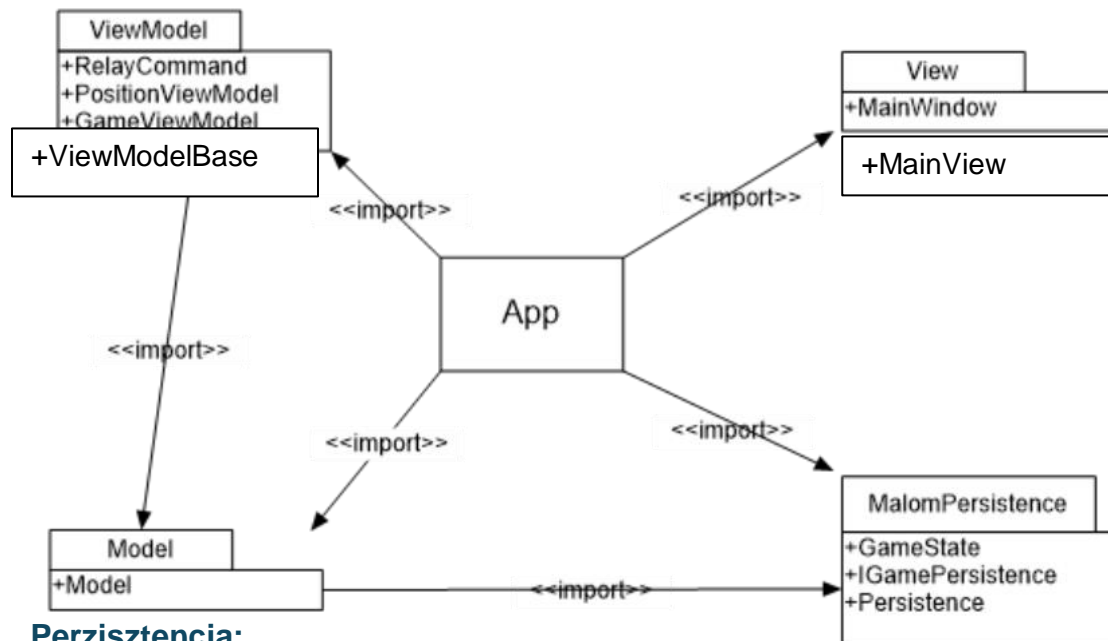 ViewModel
+RelayCommand
+PositionViewModel
+GameViewModel
+ViewModelBase
View
+MainWindow
+MainView
<<import>>
<<import>>
App
<<import>>
<<import>>
<<import>>
Model
+Model
<<import>>
MalomPersistence
+GameState
+IGamePersistence
+Persistence
Perzisztencia: